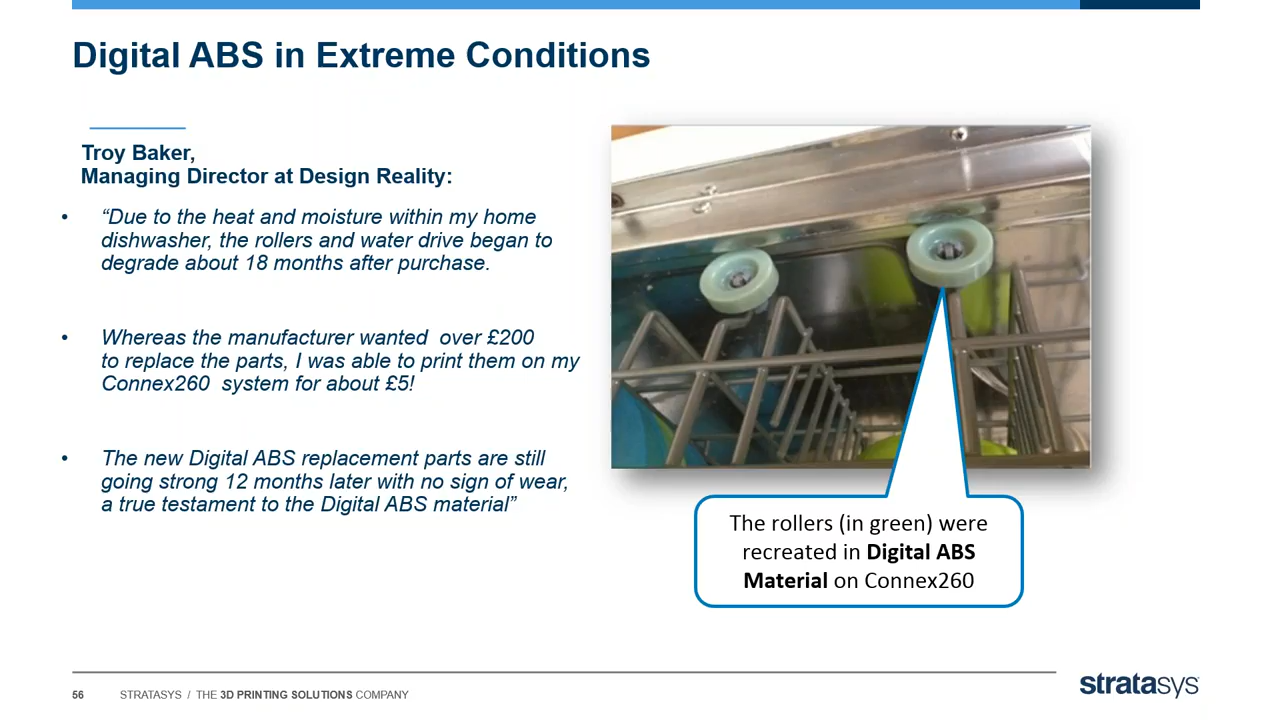 Digital ABS in Extreme Conditions
Troy Baker,
Managing Director at Design Reality:
• “Due to the heat and moisture within my home
dishwasher, the rollers and water drive began to
degrade about 18 months after purchase.
• Whereas the manufacturer wanted over £200
to replace the parts, I was able to print them on my
Connex260 system for about £5!
• The new Digital ABS replacement parts are still
going strong 12 months later with no sign of wear,
a true testament to the Digital ABS material”
The rollers (in green) were
recreated in Digital ABS
Material on Connex260
56 STRATASYS / THE 3D PRINTING SOLUTIONS COMPANY
stratasys